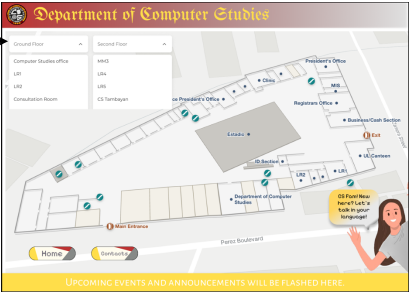 Department of Computer Studies
Ground Floor
Second Floor
Computer Studies office
LR1
LR2
Consultation Room
MM3
LR4
LR5
CS Tambayan
President's Office
Clinic
MIS
ce President's Office
Registrars Office
Business/Cash Section
Estadio
Exit
ID Section
UL Canteen
LR2
LR1
Department of Computer
Studies
CS Pam! New
here? Let's
talk in your
language!
Main Entrance
Perez Boulevard
Home
Contacts
UPCOMING EVENTS AND ANNOUNCEMENTS WILL BE FLASHED HERE.